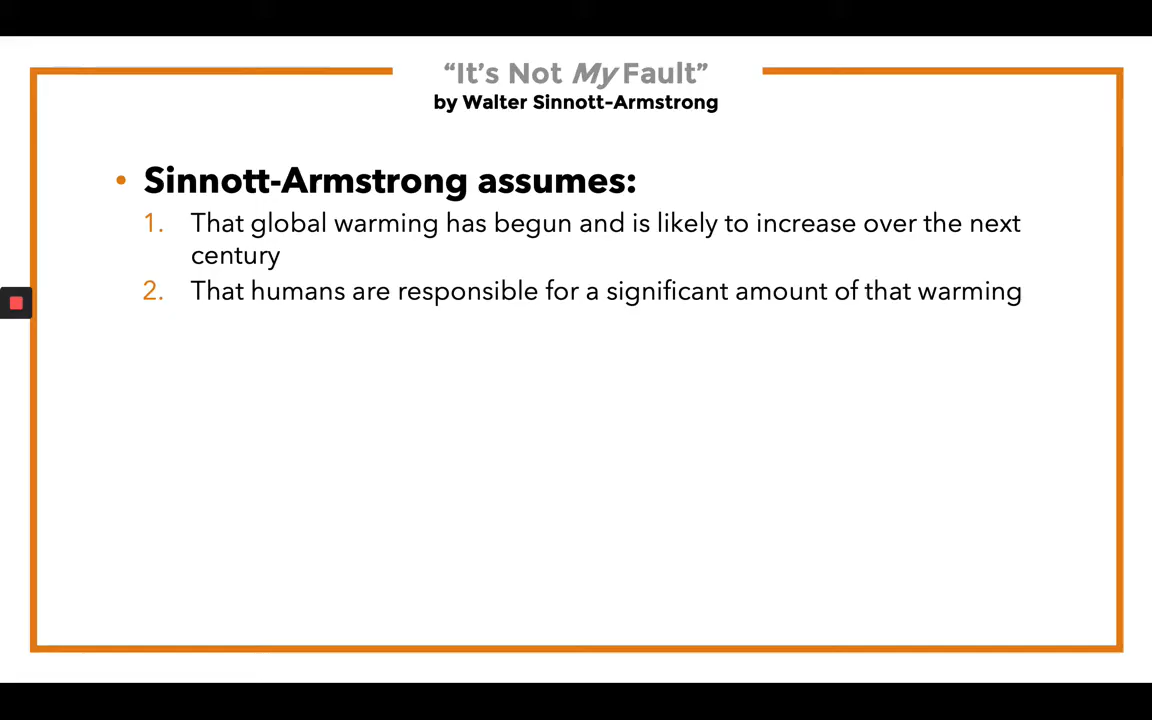 “It’s Not My Fault”
by Walter Sinnott-Armstrong
• Sinnott-Armstrong assumes:
1. That global warming has begun and is likely to increase over the next
century
2. That humans are responsible for a significant amount of that warming